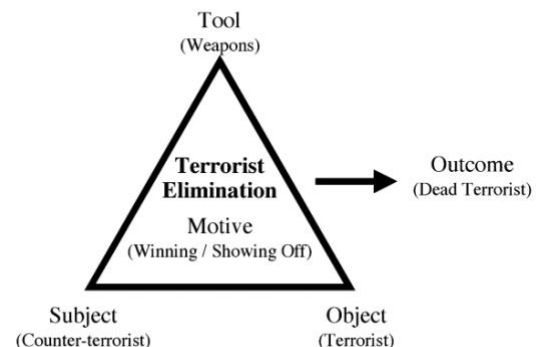 Tool
(Weapons)
Terrorist
Elimination
Motive
(Winning / Showing Off)
Outcome
(Dead Terrorist)
Subject
(Counter-terrorist)
Object
(Terrorist)